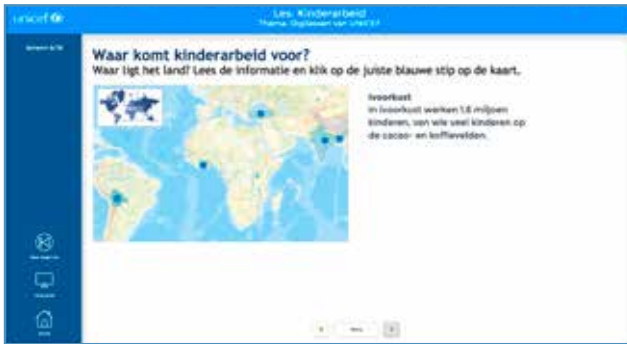 unicef
Les: Kinderarbeid
Thema: Digilessen van UNICEF
Waar komt kinderarbeid voor?
Waar ligt het land? Lees de informatie en klik op de juiste blauwe stip op de kaart.
Ivoorkust
In Ivoorkust werken 1,8 miljoen
kinderen, van wie veel kinderen op
de cacao- en koffievelden.